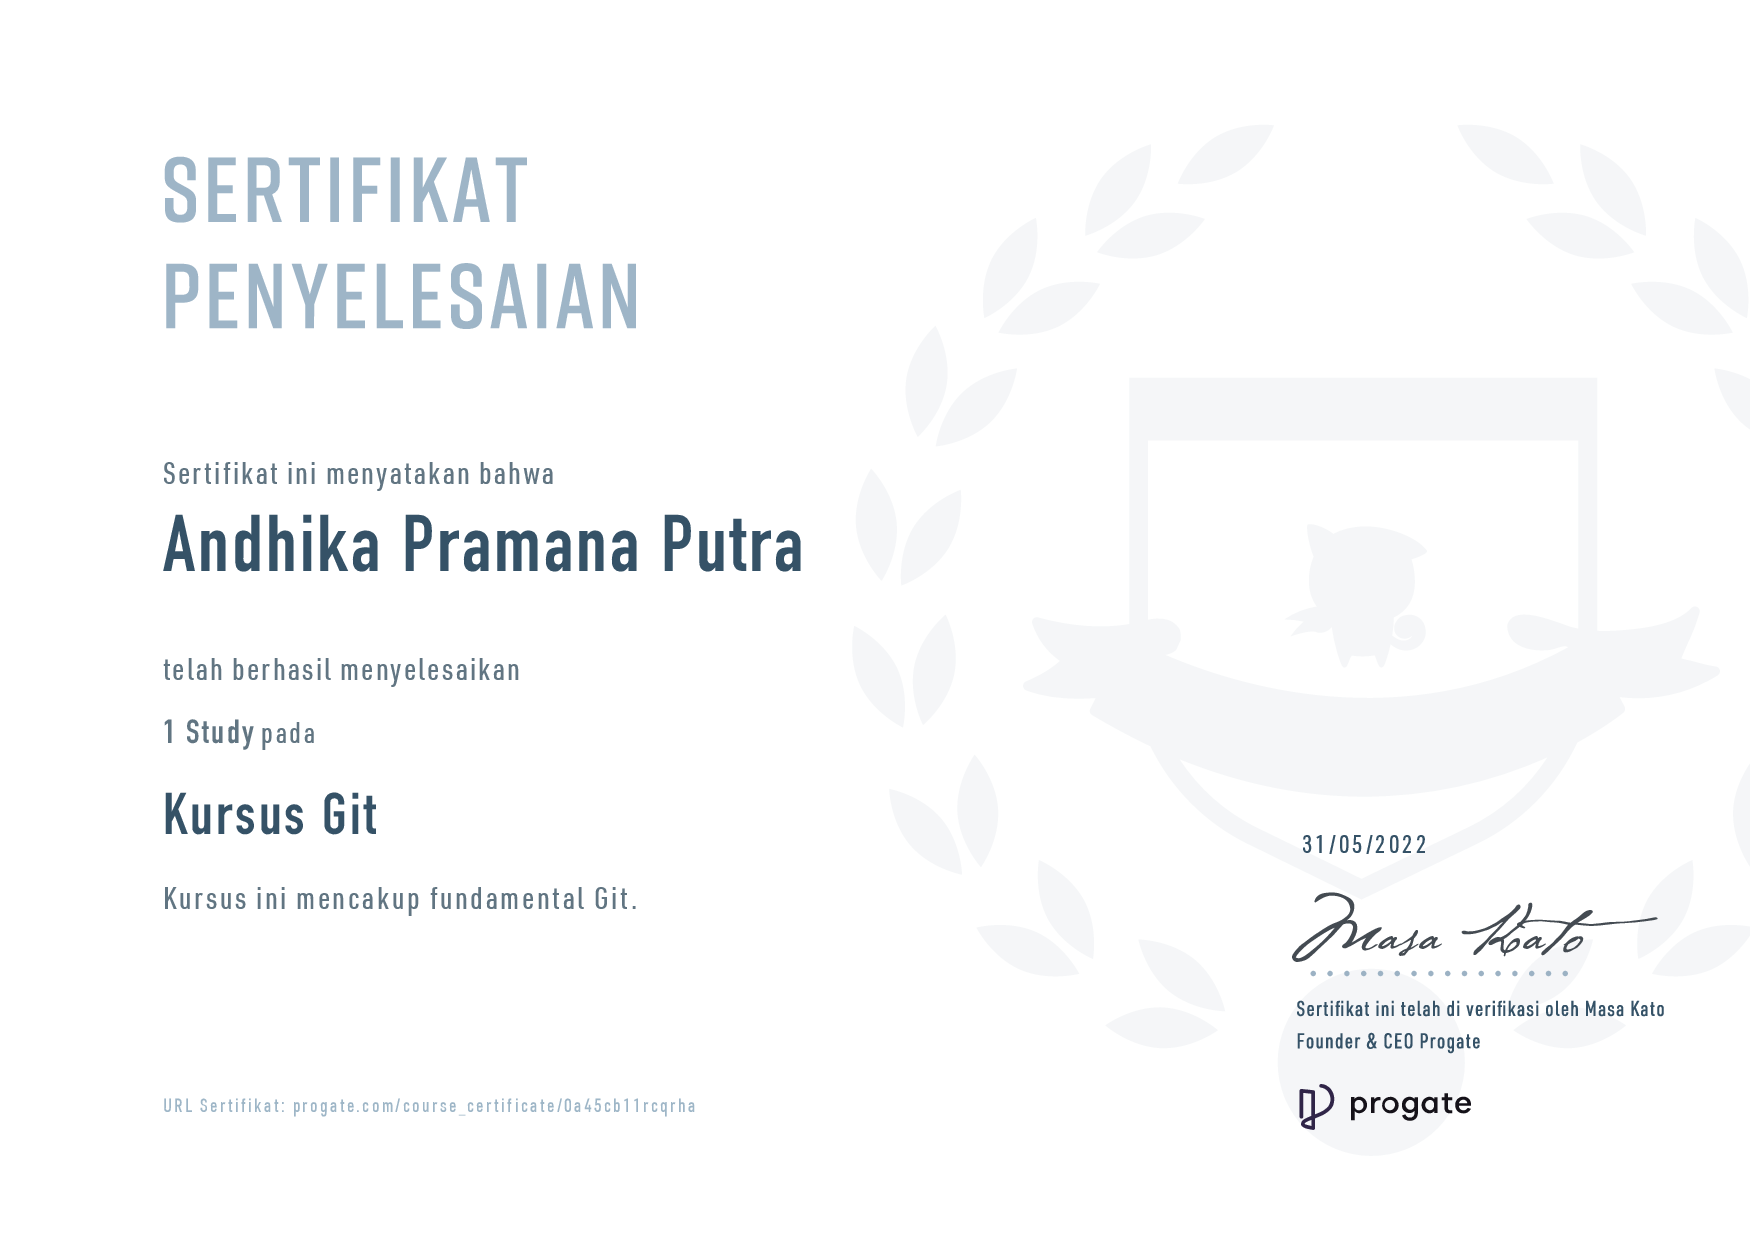 SERTIFIKAT
PENYELESAIAN
Sertifikat ini menyatakan bahwa
Andhika Pramana Putra
telah berhasil menyelesaikan
1 Study pada
Kursus Git
Kursus ini mencakup fundamental Git.
31/05/2022
Masa Kato
Sertifikat ini telah di verifikasi oleh Masa Kato
Founder & CEO Progate
URL Sertifikat: progate.com/course_certificate/0a45cb11rcqrha
progate